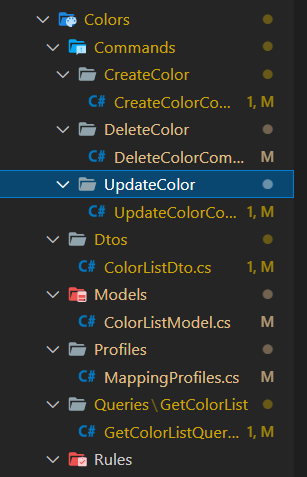 Colors
Commands
CreateColor
C# CreateColorCo... 1, M
DeleteColor
C# DeleteColorCom... M
UpdateColor
C# UpdateColorCo... 1, M
Dtos
C# ColorListDto.cs 1, M
Models
C# ColorListModel.cs M
Profiles
C# MappingProfiles.cs M
Queries\GetColorList
C# GetColorListQuer... 1, M
Rules